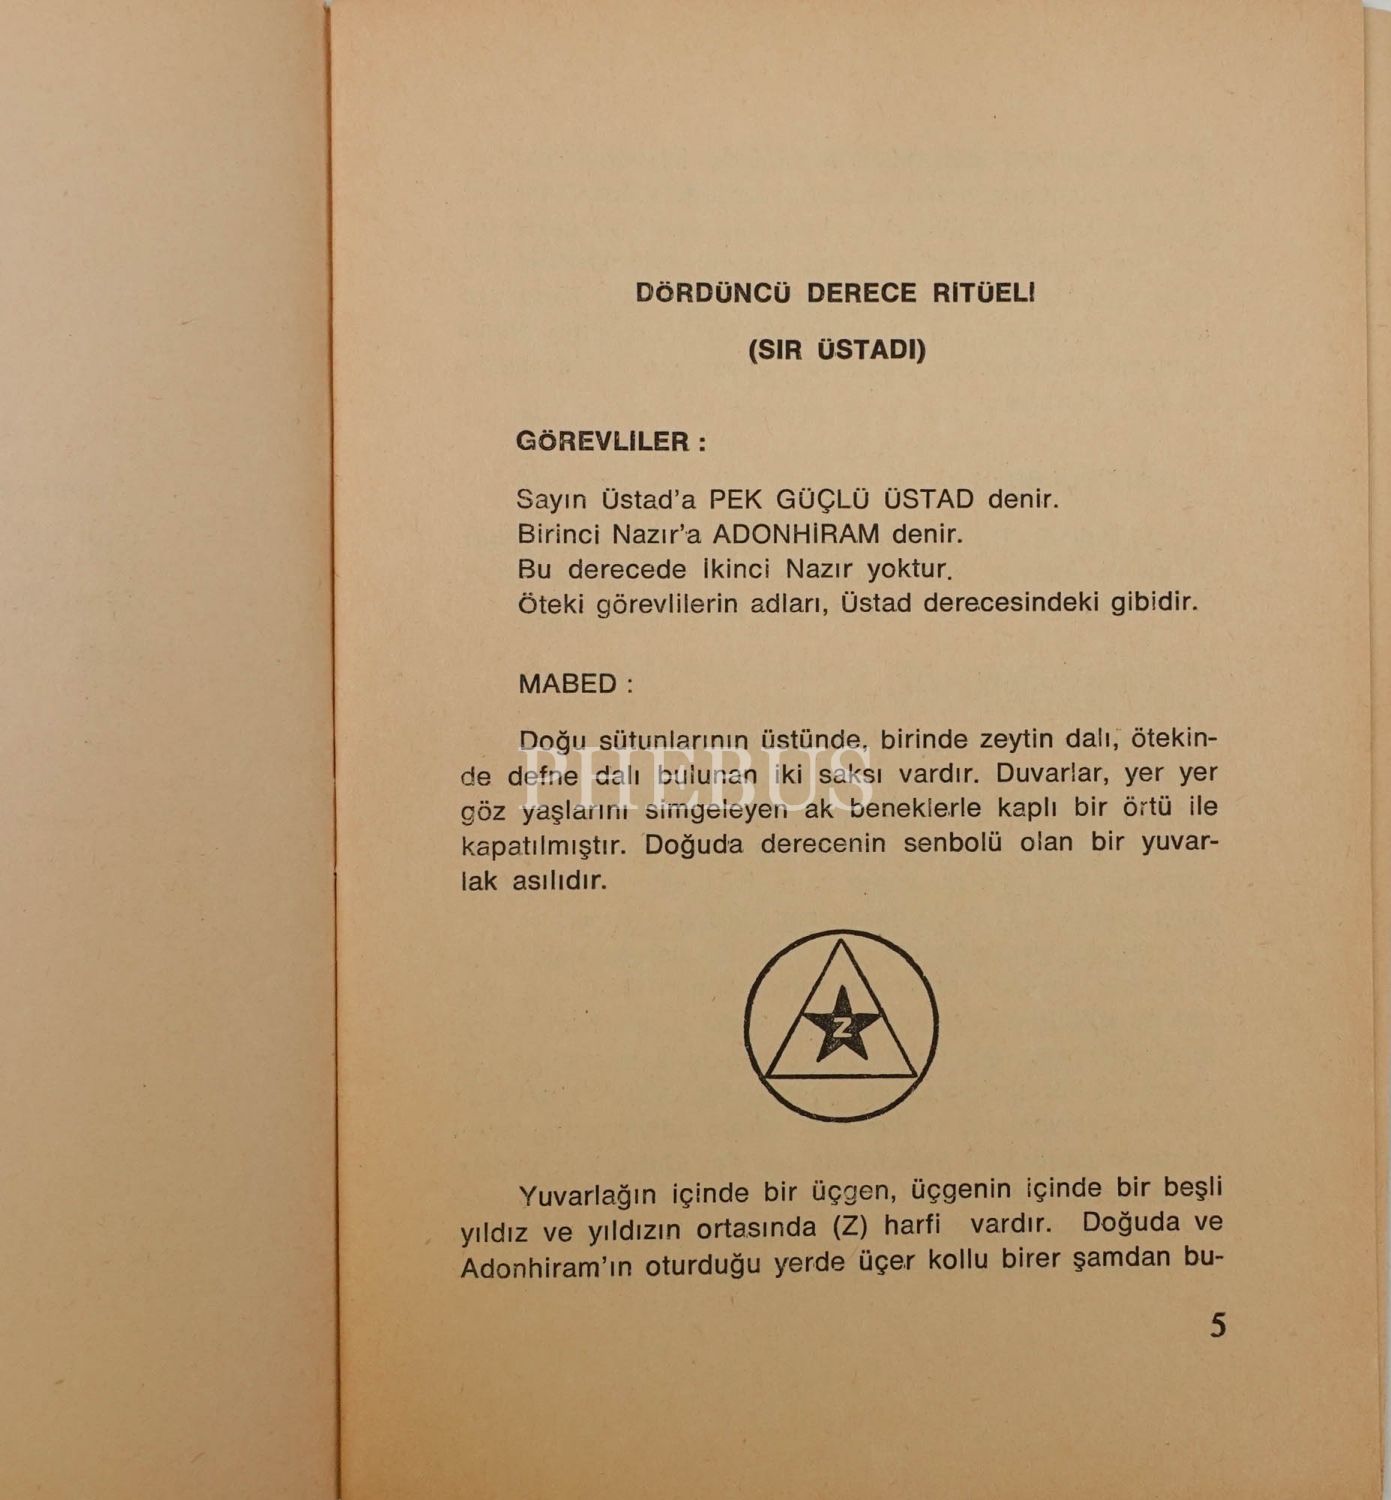 DÖRDÜNCÜ DERECE RİTÜELİ
(SIR ÜSTADI)
GÖREVLİLER :
Sayın Üstad'a PEK GÜÇLÜ ÜSTAD denir.
Birinci Nazır'a ADONHİRAM denir.
Bu derecede İkinci Nazır yoktur.
Öteki görevlilerin adları, Üstad derecesindeki gibidir.
MABED :
Doğu sütunlarının üstünde, birinde zeytin dalı, ötekin-
de defne dalı bulunan iki saksı vardır. Duvarlar, yer yer
PHEBUS
göz yaşlarını simgeleyen ak beneklerle kaplı bir örtü ile
kapatılmıştır. Doğuda derecenin senbolü olan bir yuvar-
lak asılıdır.
Z
Yuvarlağın içinde bir üçgen, üçgenin içinde bir beşli
yıldız ve yıldızın ortasında (Z) harfi vardır. Doğuda ve
Adonhiram'ın oturduğu yerde üçer kollu birer şamdan bu-
5